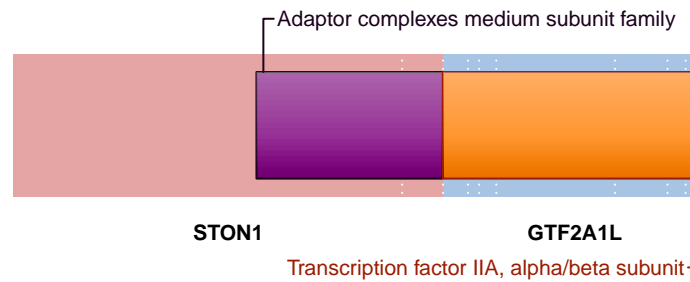 Adaptor complexes medium subunit family
STON1 GTF2A1L
Transcription factor IIA, alpha/beta subunit